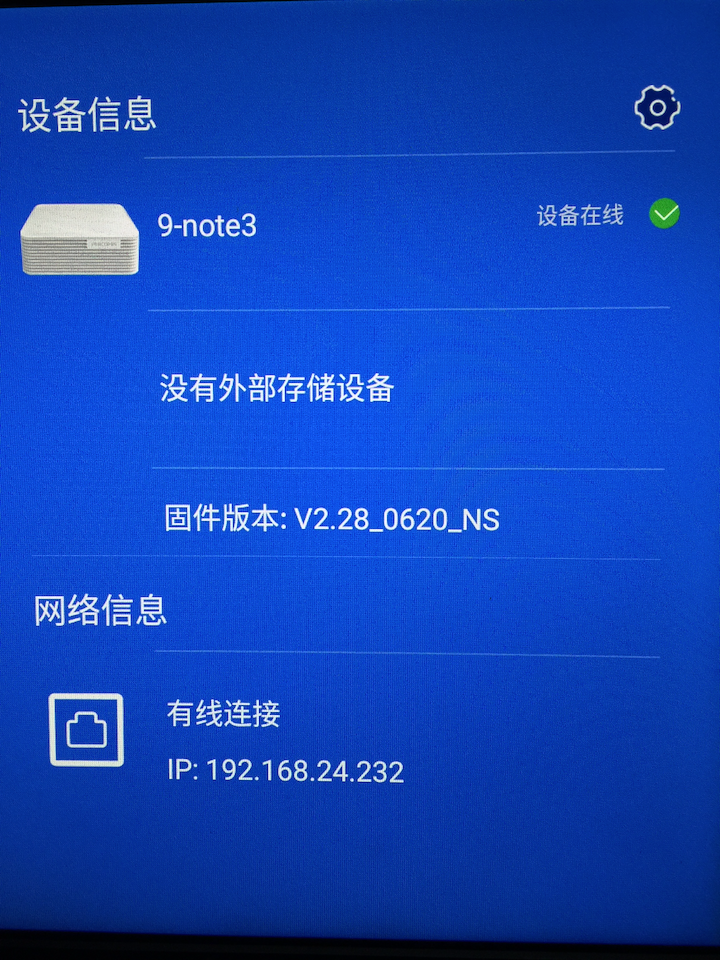 设备信息
9-note3
设备在线
没有外部存储设备
固件版本: V2.28_0620_NS
网络信息
有线连接
IP: 192.168.24.232